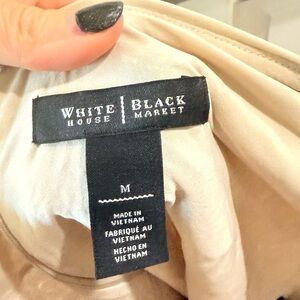 WHITE | BLACK
HOUSE | MARKET
M
MADE IN
VIETNAM
FABRIQUÉ AU
VIETNAM
HECHO EN
VIETNAM